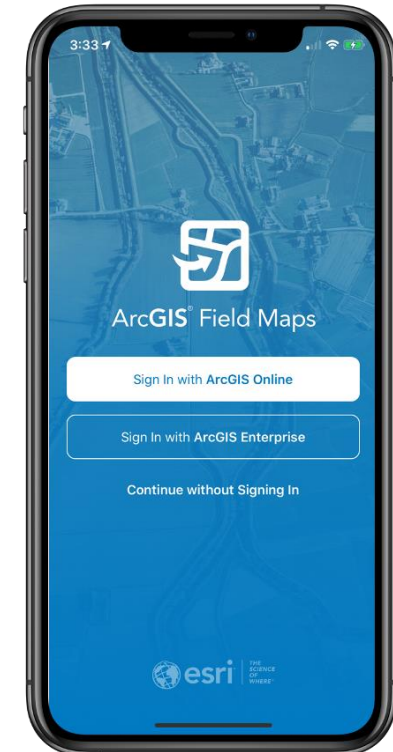 3:33
ArcGIS® Field Maps
Sign In with ArcGIS Online
Sign In with ArcGIS Enterprise
Continue without Signing In
esri
THE
SCIENCE
OF
WHERE™